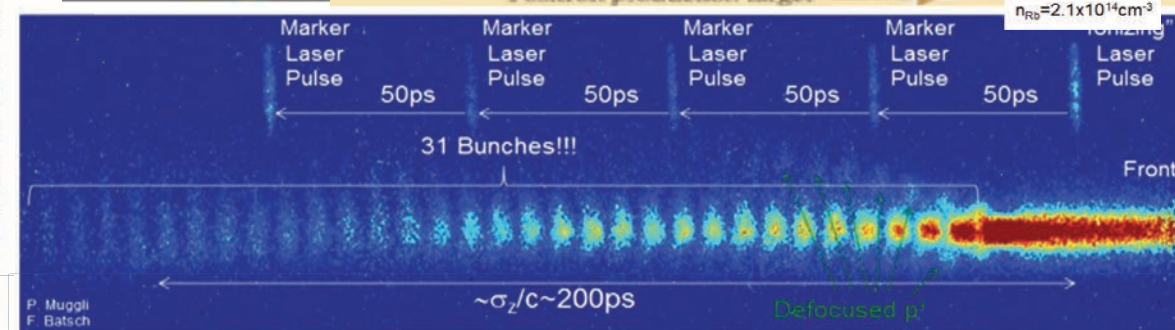 n_Rb=2.1x10^14cm^-3
Marker Laser Pulse
Marker Laser Pulse
Marker Laser Pulse
Marker Laser Pulse
Laser Pulse
50ps
50ps
50ps
50ps
31 Bunches!!!
Front
~σ_z/c~200ps
Defocused p⁺
P. Muggli
F. Batsch